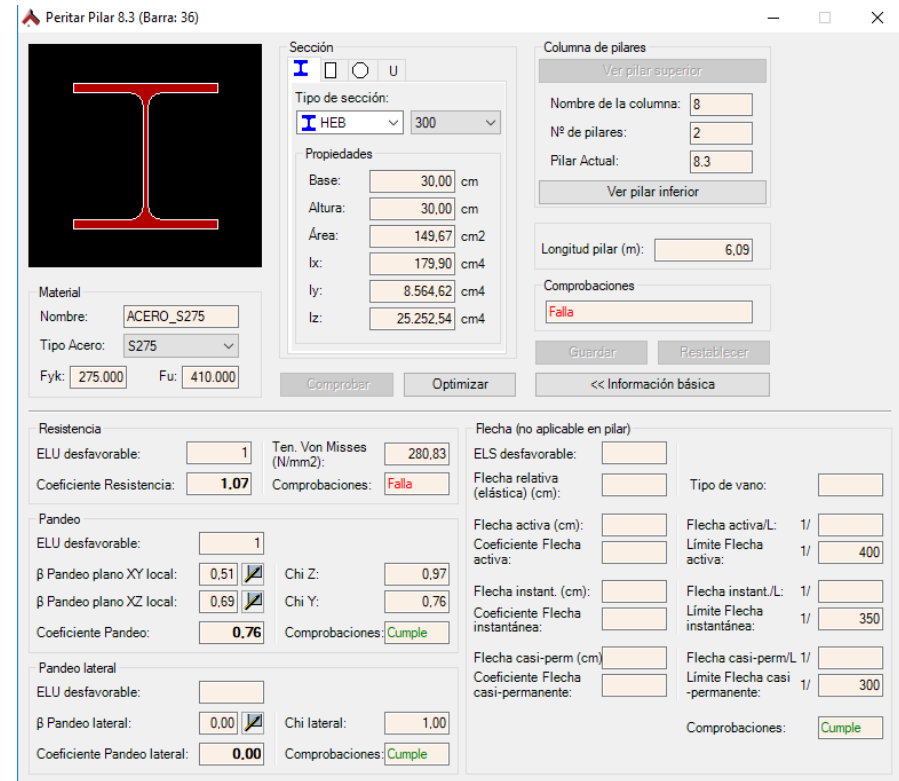 Peritar Pilar 8.3 (Barra: 36)
Sección
U
Tipo de sección:
HEB 300
Propiedades
Base: 30,00 cm
Altura: 30,00 cm
Área: 149,67 cm2
Ix: 179,90 cm4
Iy: 8.564,62 cm4
Iz: 25.252,54 cm4
Comprobar Optimizar
Columna de pilares
Ver pilar superior
Nombre de la columna: 8
Nº de pilares: 2
Pilar Actual: 8.3
Ver pilar inferior
Longitud pilar (m): 6,09
Comprobaciones
Falla
Guardar Restablecer
<< Información básica
Material
Nombre: ACERO_S275
Tipo Acero: S275
Fyk: 275.000 Fu: 410.000
Resistencia
ELU desfavorable: 1 Ten. Von Misses (N/mm2): 280,83
Coeficiente Resistencia: 1,07 Comprobaciones: Falla
Pandeo
ELU desfavorable: 1
β Pandeo plano XY local: 0,51 Chi Z: 0,97
β Pandeo plano XZ local: 0,69 Chi Y: 0,76
Coeficiente Pandeo: 0,76 Comprobaciones: Cumple
Pandeo lateral
ELU desfavorable:
β Pandeo lateral: 0,00 Chi lateral: 1,00
Coeficiente Pandeo lateral: 0,00 Comprobaciones: Cumple
Flecha (no aplicable en pilar)
ELS desfavorable:
Flecha relativa (elástica) (cm): Tipo de vano:
Flecha activa (cm): Flecha activa/L: 1/
Coeficiente Flecha activa: Límite Flecha activa: 1/ 400
Flecha instant. (cm): Flecha instant./L: 1/
Coeficiente Flecha instantánea: Límite Flecha instantánea: 1/ 350
Flecha casi-perm (cm) Flecha casi-perm/L 1/
Coeficiente Flecha casi-permanente: Límite Flecha casi -permanente: 1/ 300
Comprobaciones: Cumple